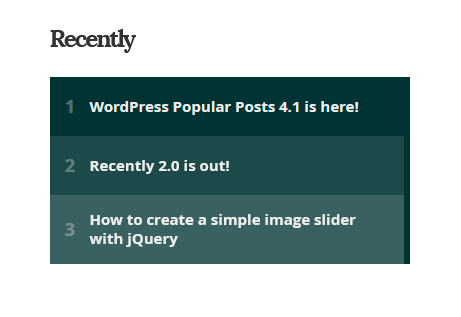 Recently
1 WordPress Popular Posts 4.1 is here!
2 Recently 2.0 is out!
3 How to create a simple image slider
with jQuery